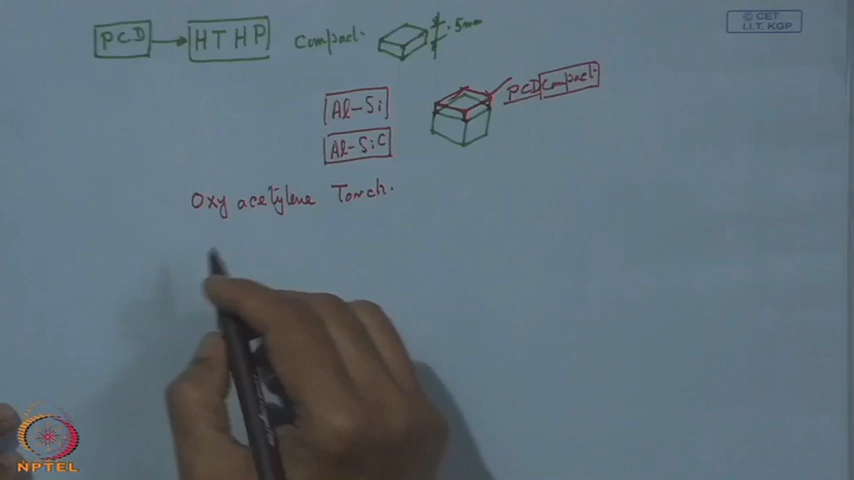 PCD → HTHP Compact .5mm
© CET
I.I.T. KGP
PCD Compact
Al-Si
Al-SiC
Oxy acetylene Torch.
NPTEL